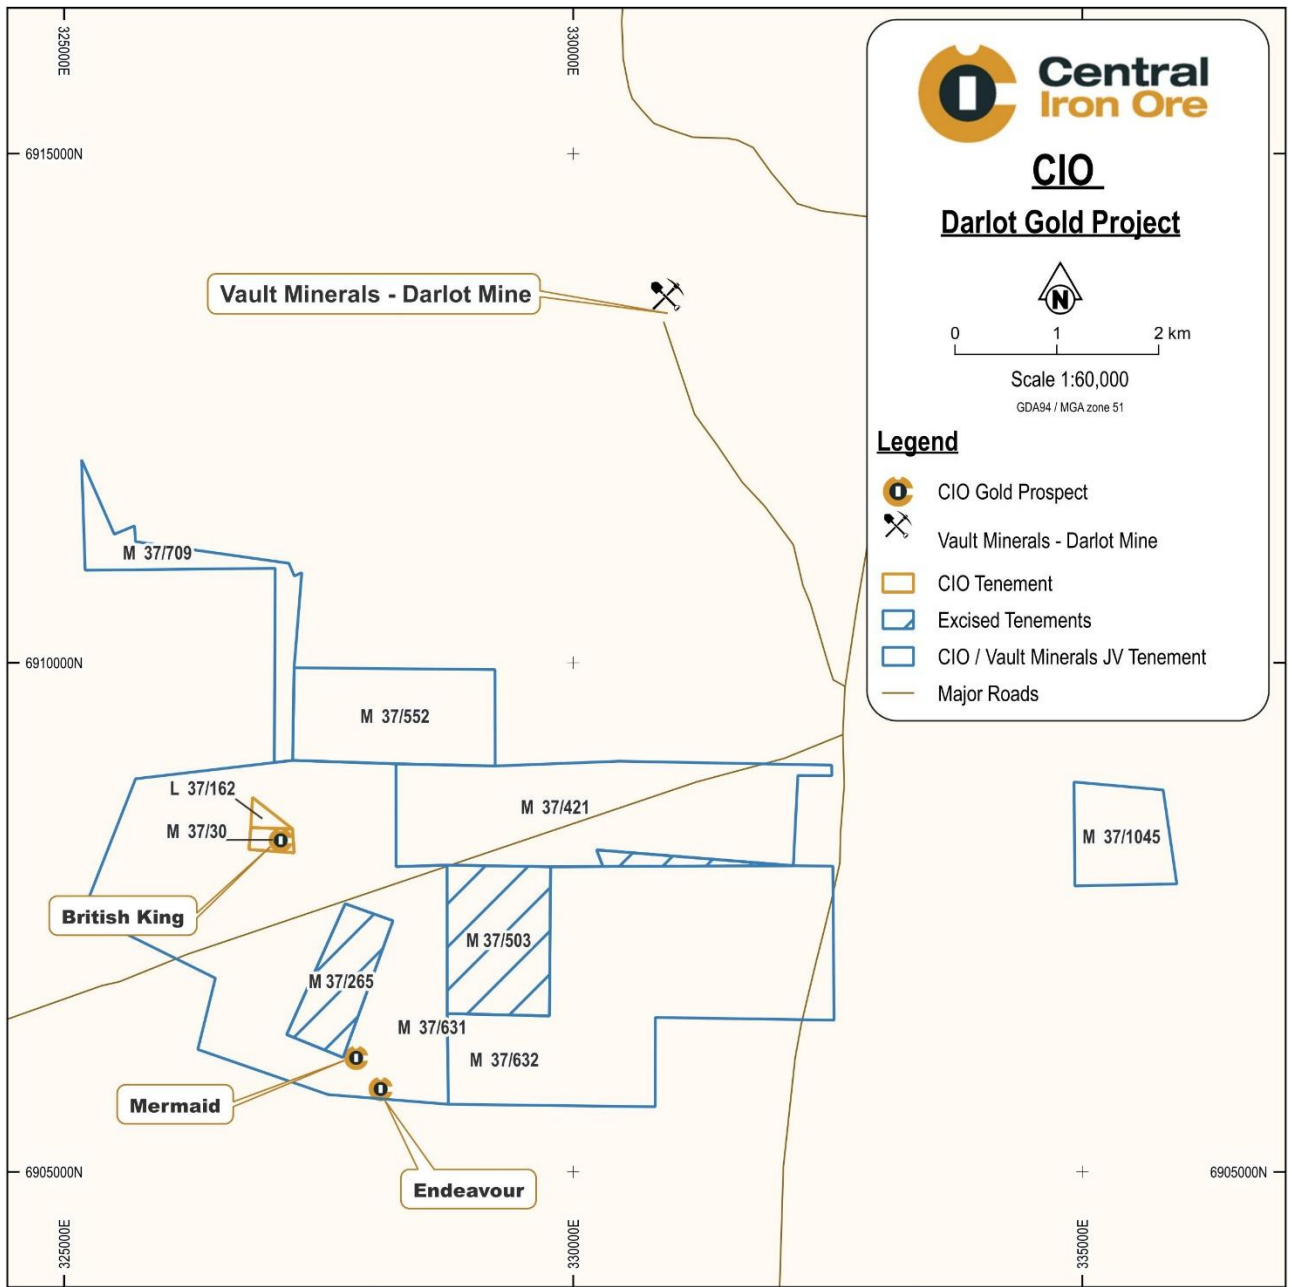 325000E
330000E
Central
Iron Ore
CIO
Darlot Gold Project
N
0 1 2 km
Scale 1:60,000
GDA94 / MGA zone 51
Legend
CIO Gold Prospect
Vault Minerals - Darlot Mine
CIO Tenement
Excised Tenements
CIO / Vault Minerals JV Tenement
Major Roads
6915000N
Vault Minerals - Darlot Mine
M 37/709
6910000N
M 37/552
L 37/162
M 37/421
M 37/30
M 37/1045
British King
M 37/503
M 37/265
M 37/631
M 37/632
Mermaid
Endeavour
6905000N
6905000N
325000E
330000E
335000E